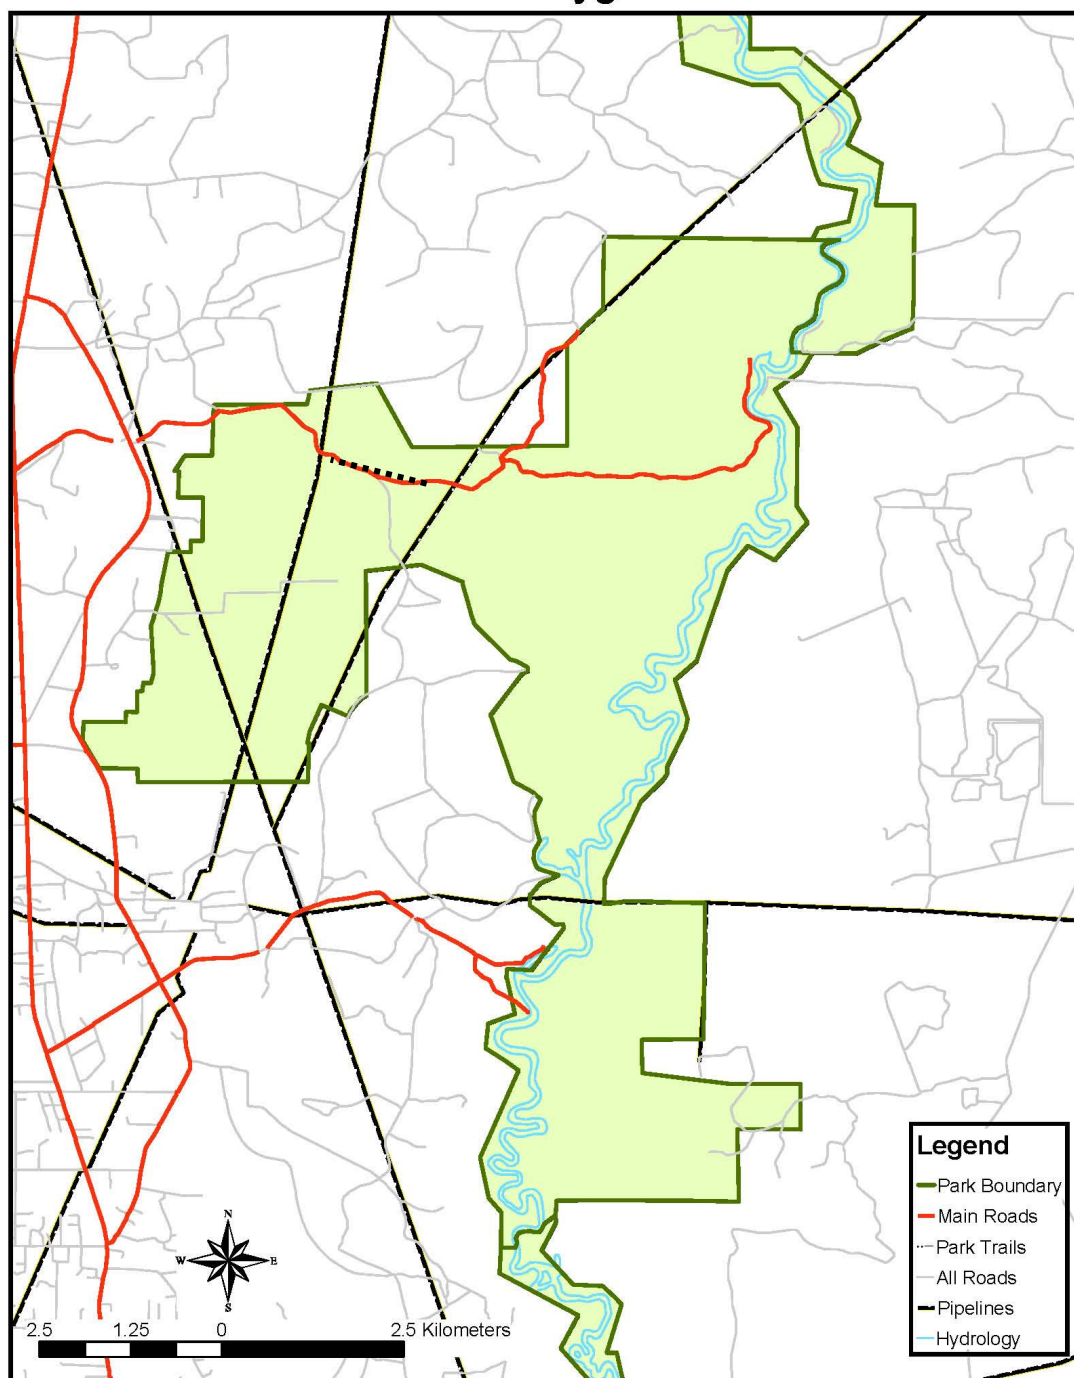 Legend
Park Boundary
Main Roads
Park Trails
All Roads
Pipelines
Hydrology
N
W E
S
2.5 1.25 0 2.5 Kilometers